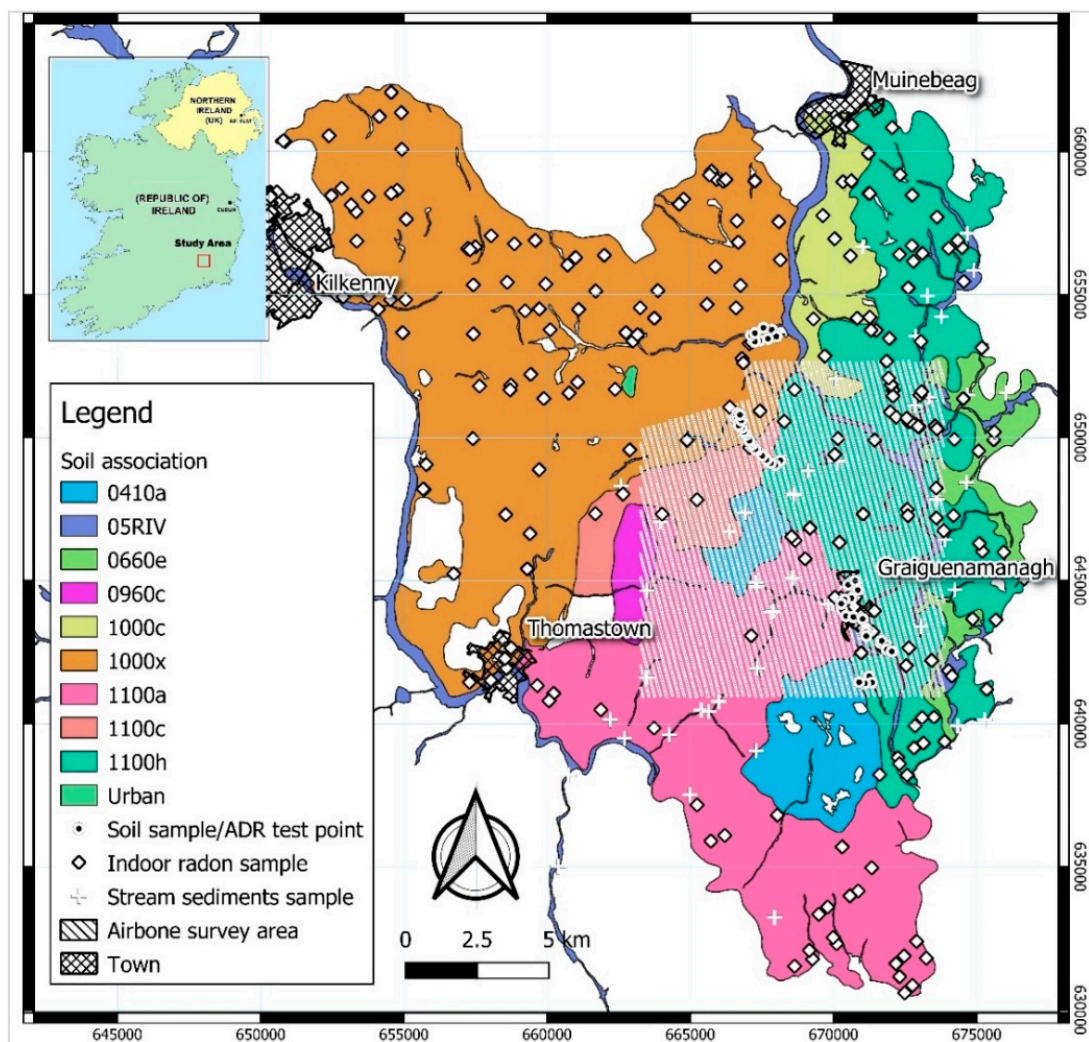 NORTHERN
IRELAND
(UK)
(REPUBLIC OF)
IRELAND
Study Area
Muinebeag
Kilkenny
Thomastown
Graiguenamanagh
Legend
Soil association
0410a
05RIV
0660e
0960c
1000c
1000x
1100a
1100c
1100h
Urban
Soil sample/ADR test point
Indoor radon sample
Stream sediments sample
Airbone survey area
Town
0 2.5 5 km
660000
655000
650000
645000
640000
635000
630000
645000 650000 655000 660000 665000 670000 675000